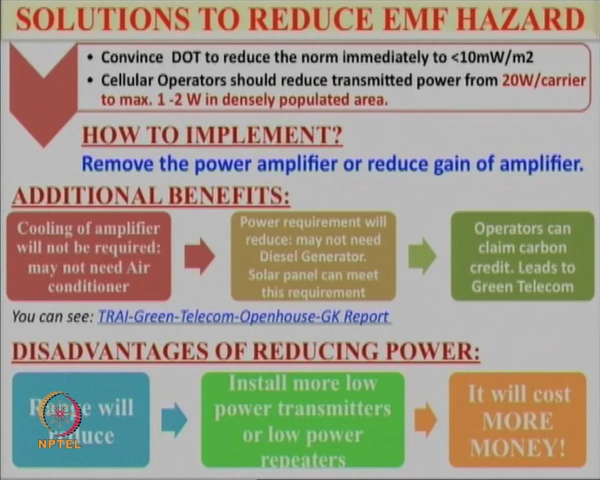 SOLUTIONS TO REDUCE EMF HAZARD
• Convince DOT to reduce the norm immediately to <10mW/m2
• Cellular Operators should reduce transmitted power from 20W/carrier
to max. 1 -2 W in densely populated area.
HOW TO IMPLEMENT?
Remove the power amplifier or reduce gain of amplifier.
ADDITIONAL BENEFITS:
Cooling of amplifier
will not be required:
may not need Air
conditioner
Power requirement will
reduce: may not need
Diesel Generator.
Solar panel can meet
this requirement
Operators can
claim carbon
credit. Leads to
Green Telecom
You can see: TRAI-Green-Telecom-Openhouse-GK Report
DISADVANTAGES OF REDUCING POWER:
Range will
reduce
NPTEL
Install more low
power transmitters
or low power
repeaters
It will cost
MORE
MONEY!